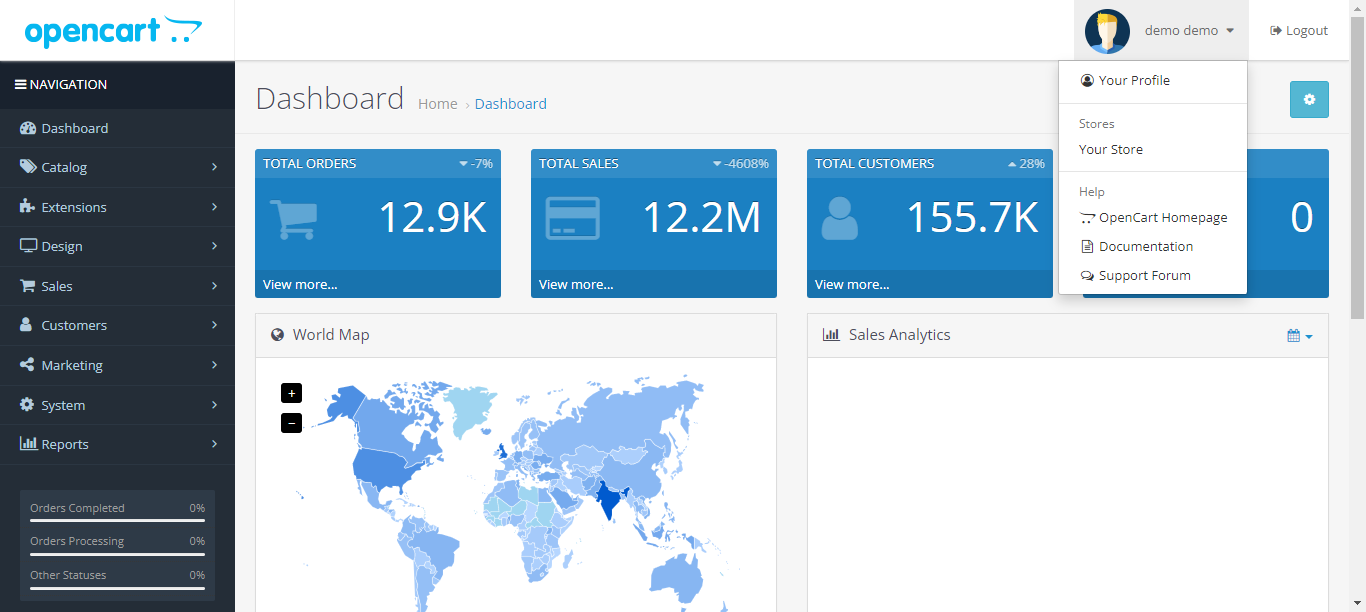 opencart
demo demo
Logout
NAVIGATION
Dashboard
Catalog
Extensions
Design
Sales
Customers
Marketing
System
Reports
Orders Completed 0%
Orders Processing 0%
Other Statuses 0%
Dashboard Home › Dashboard
Your Profile
Stores
Your Store
Help
OpenCart Homepage
Documentation
Support Forum
TOTAL ORDERS -7%
12.9K
View more...
TOTAL SALES -4608%
12.2M
View more...
TOTAL CUSTOMERS 28%
155.7K
View more...
0
World Map
+
−
Sales Analytics